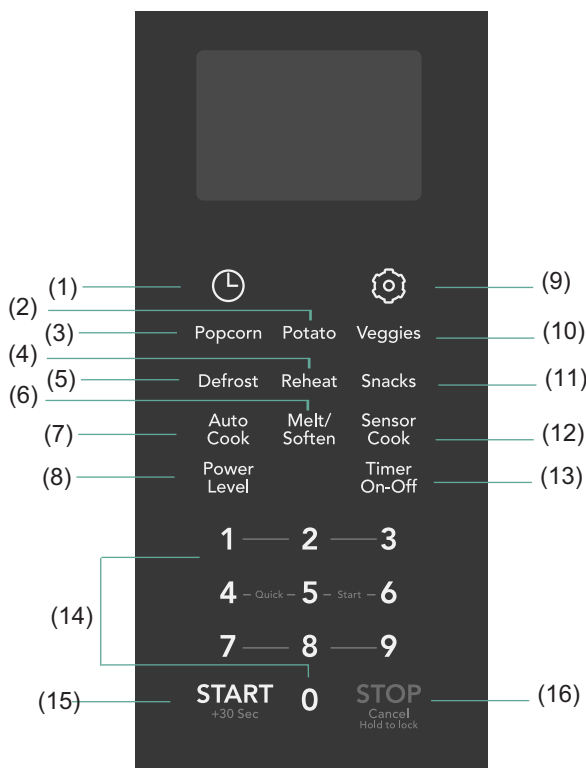 (1)
(9)
(2)
(3) Popcorn Potato Veggies (10)
(4)
(5) Defrost Reheat Snacks (11)
(6)
(7) Auto Cook Melt/ Soften Sensor Cook (12)
(8) Power Level Timer On-Off (13)
1 2 3
4 Quick 5 Start 6
(14)
7 8 9
(15) START +30 Sec 0 STOP Cancel Hold to lock (16)